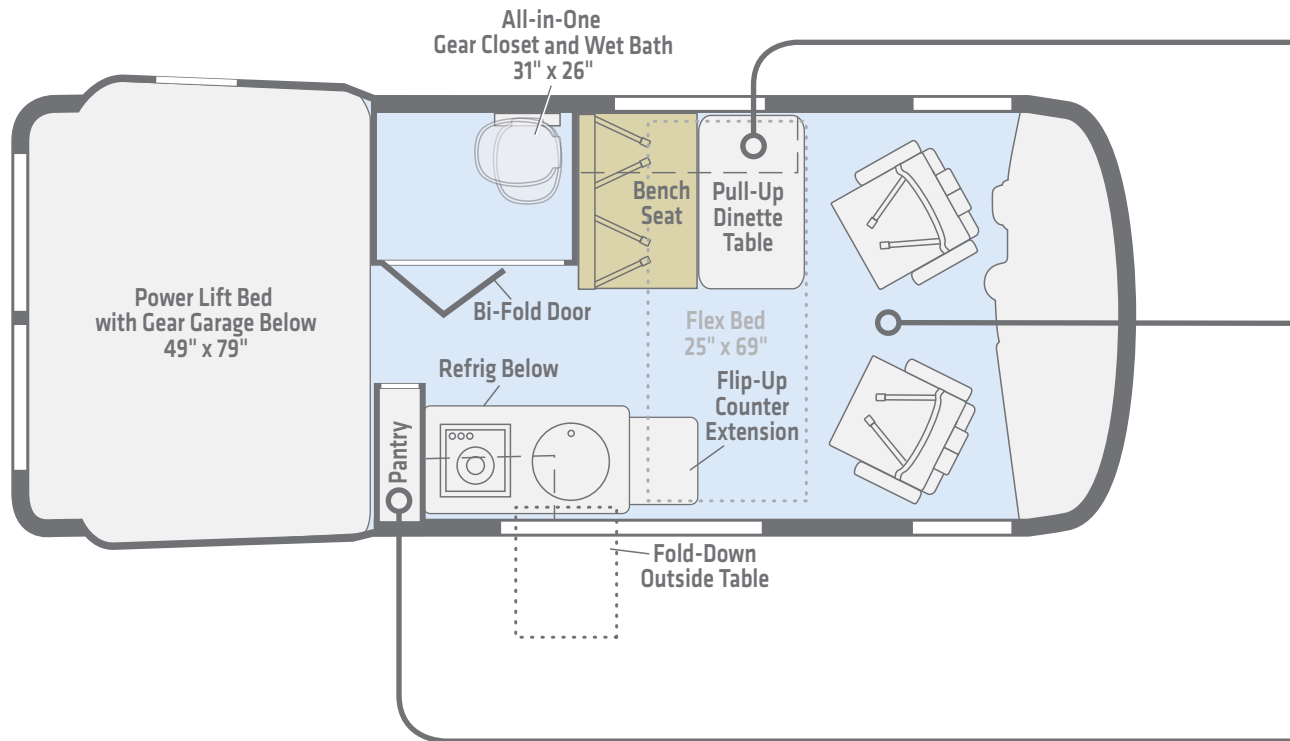 All-in-One
Gear Closet and Wet Bath
31" x 26"
Bench
Seat
Pull-Up
Dinette
Table
Power Lift Bed
with Gear Garage Below
49" x 79"
Bi-Fold Door
Flex Bed
25" x 69"
Refrig Below
Flip-Up
Counter
Extension
Pantry
Fold-Down
Outside Table